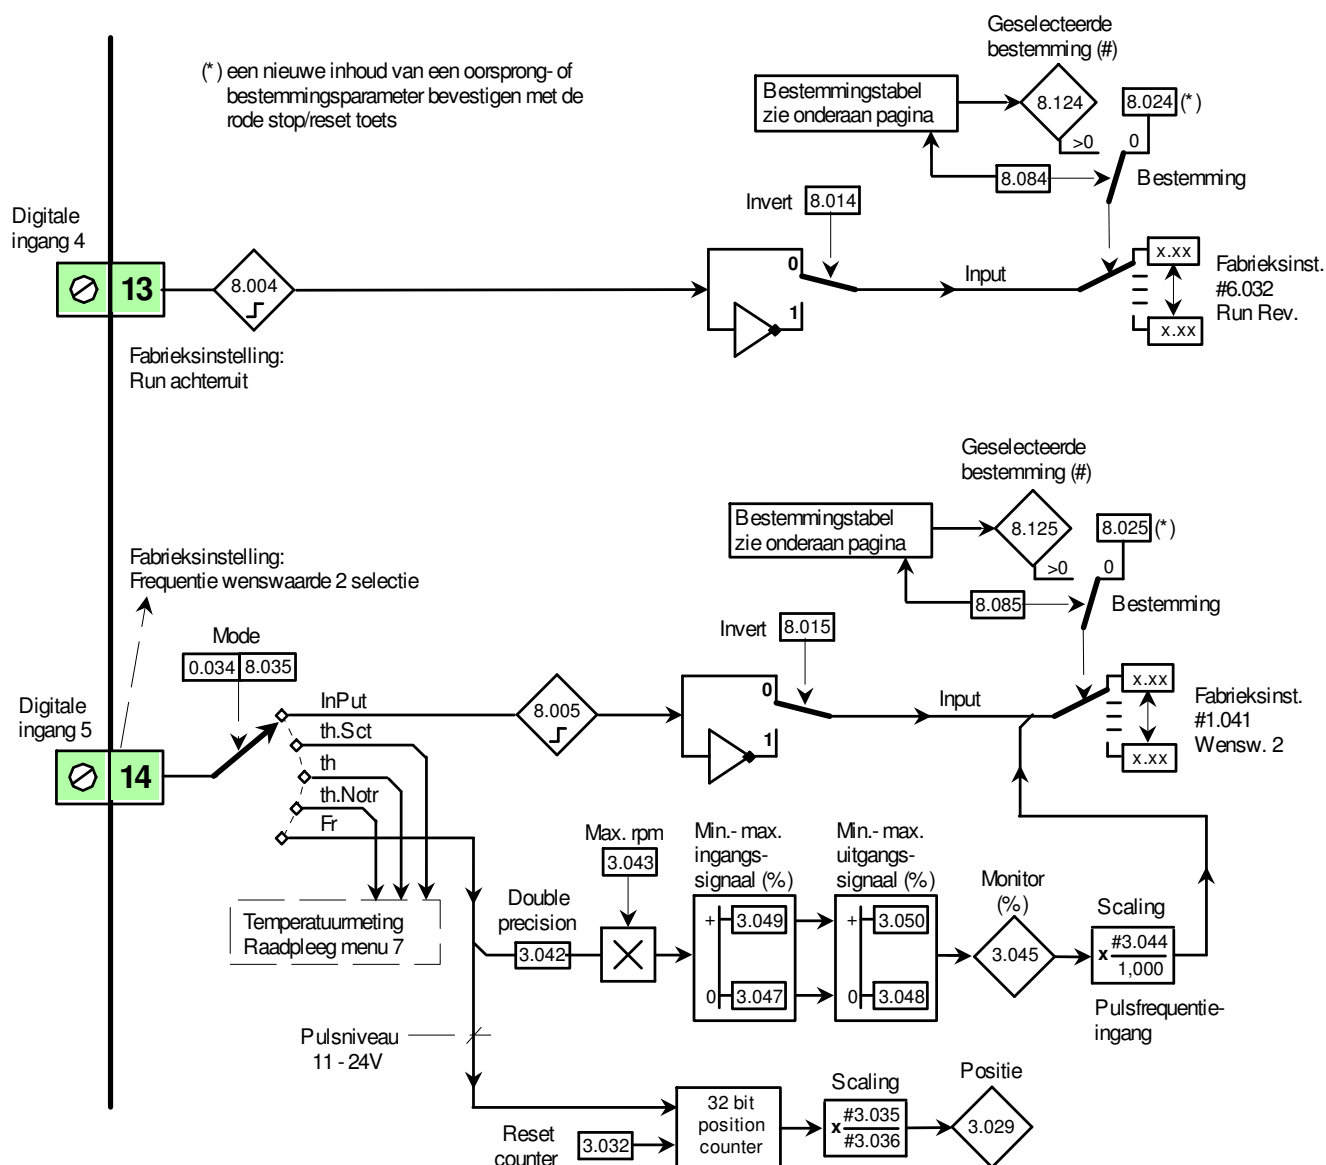 Geselecteerde
bestemming (#)
(*) een nieuwe inhoud van een oorsprong- of
bestemmingsparameter bevestigen met de
rode stop/reset toets
Bestemmingstabel
zie onderaan pagina
8.124
8.024 (*)
>0
0
8.084
Bestemming
Invert
8.014
Digitale
ingang 4
13
8.004
0
1
Input
x.xx
x.xx
Fabrieksinst.
#6.032
Run Rev.
Fabrieksinstelling:
Run achterruit
Geselecteerde
bestemming (#)
Bestemmingstabel
zie onderaan pagina
8.125
8.025 (*)
>0
0
8.085
Bestemming
Fabrieksinstelling:
Frequentie wenswaarde 2 selectie
Invert
8.015
Mode
0.034 8.035
Digitale
ingang 5
14
InPut
th.Sct
th
th.Notr
Fr
8.005
0
1
Input
x.xx
x.xx
Fabrieksinst.
#1.041
Wensw. 2
Temperatuurmeting
Raadpleeg menu 7
Double
precision
3.042
Max. rpm
3.043
Min.- max.
ingangs-
signaal (%)
+
3.049
0
3.047
Min.- max.
uitgangs-
signaal (%)
+
3.050
0
3.048
Monitor
(%)
3.045
Scaling
x #3.044
1,000
Pulsfrequentie-
ingang
Pulsniveau
11 - 24V
Reset
counter
3.032
32 bit
position
counter
Scaling
x #3.035
#3.036
Positie
3.029